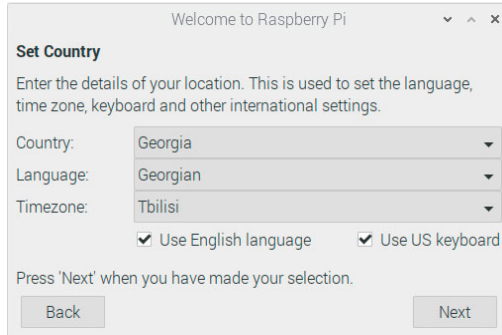 Welcome to Raspberry Pi
Set Country
Enter the details of your location. This is used to set the language,
time zone, keyboard and other international settings.
Country: Georgia
Language: Georgian
Timezone: Tbilisi
Use English language Use US keyboard
Press 'Next' when you have made your selection.
Back Next